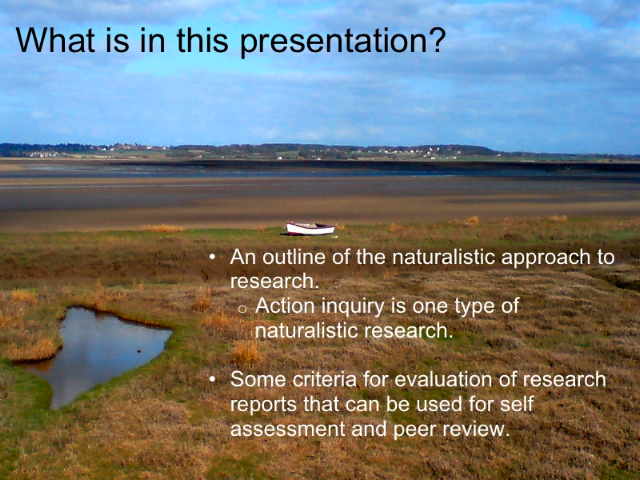 What is in this presentation?
• An outline of the naturalistic approach to
research.
o Action inquiry is one type of
naturalistic research.
• Some criteria for evaluation of research
reports that can be used for self
assessment and peer review.